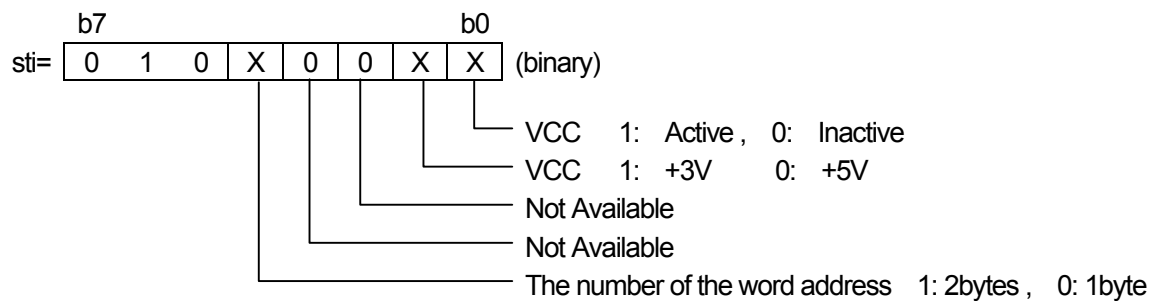 b7 b0
sti= 0 1 0 X 0 0 X X (binary)
VCC 1: Active , 0: Inactive
VCC 1: +3V 0: +5V
Not Available
Not Available
The number of the word address 1: 2bytes , 0: 1byte